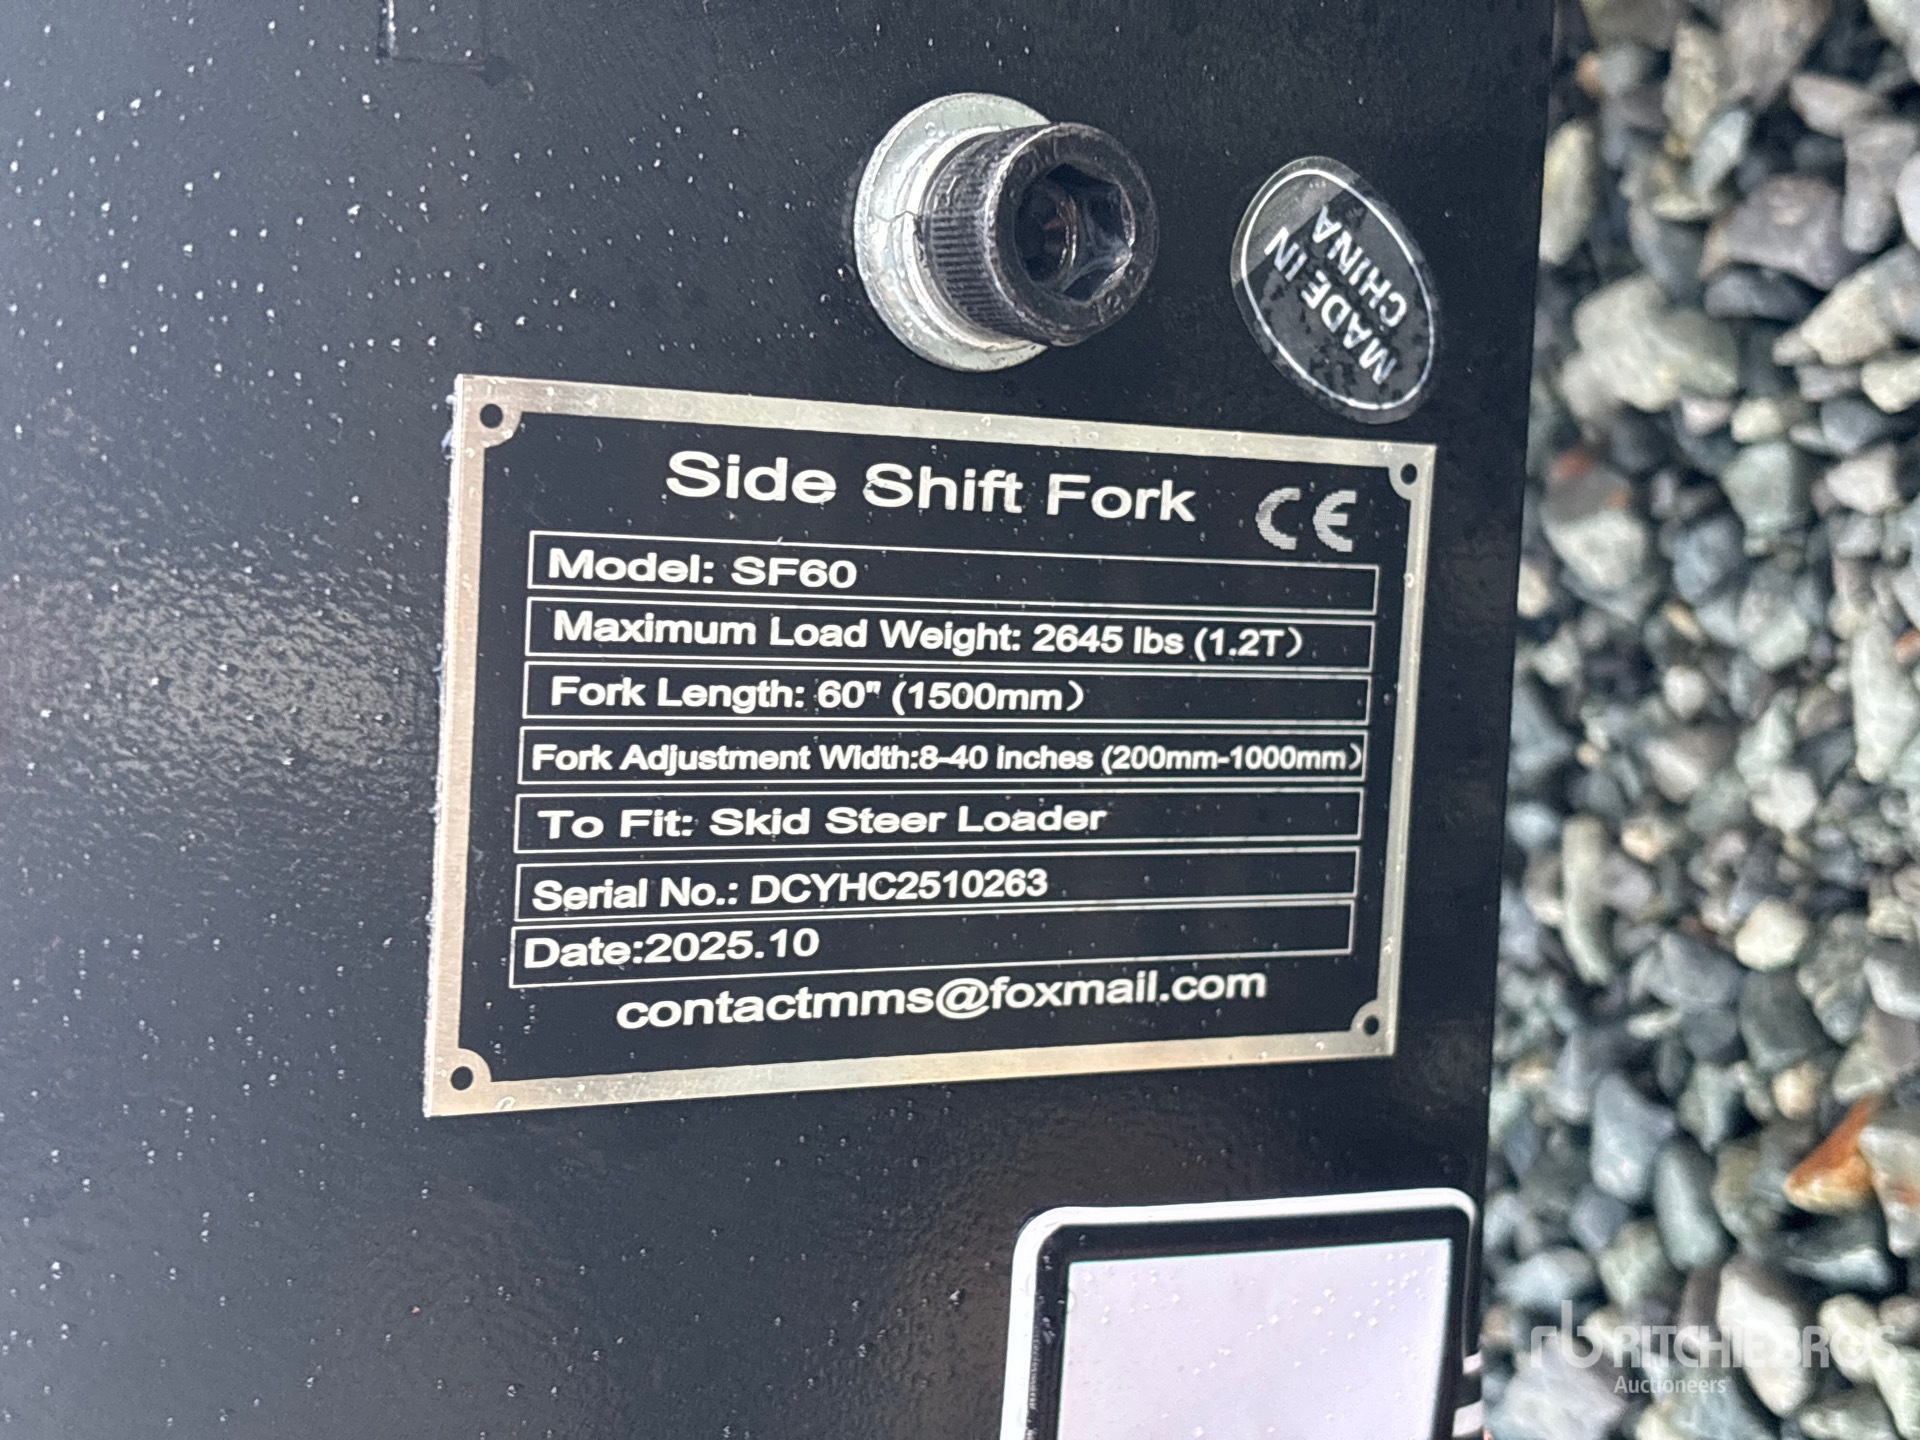 MADE IN
CHINA
Side Shift Fork CE
Model: SF60
Maximum Load Weight: 2645 lbs (1.2T)
Fork Length: 60" (1500mm)
Fork Adjustment Width:8-40 inches (200mm-1000mm)
To Fit: Skid Steer Loader
Serial No.: DCYHC2510263
Date:2025.10
contactmms@foxmail.com
rb RITCHIE BROS
Auctioneers